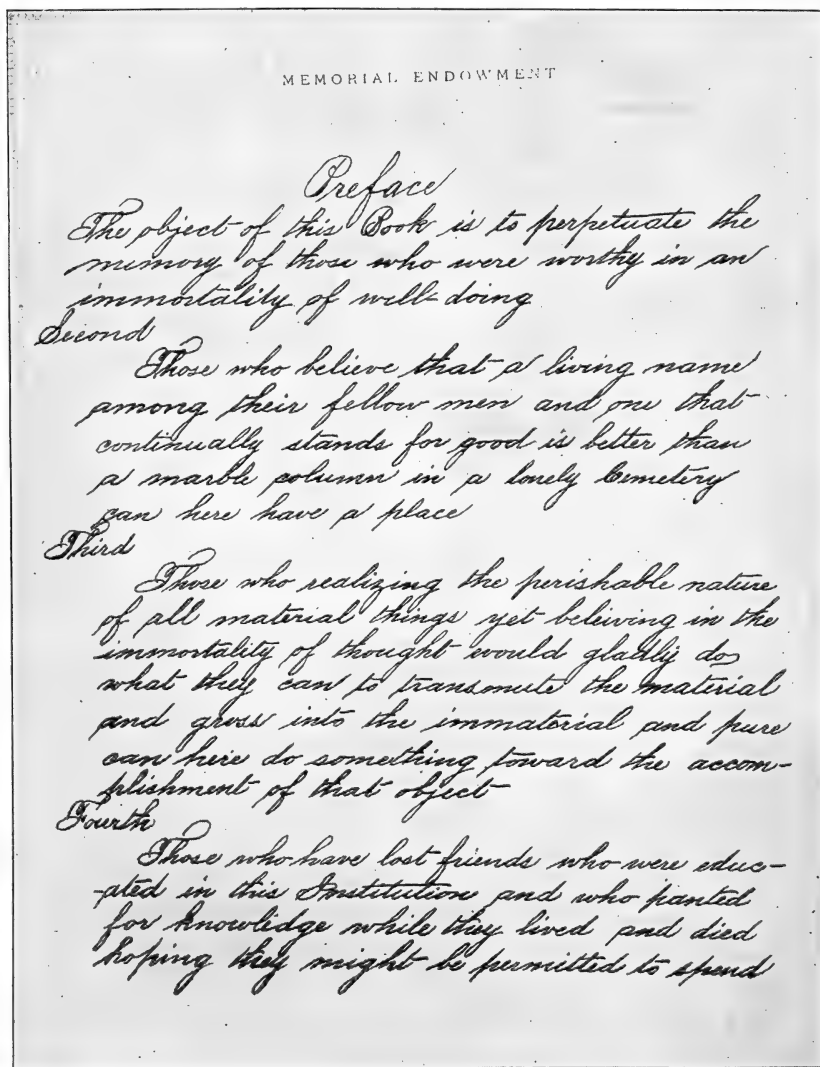 MEMORIAL ENDOWMENT
Preface
The object of this Book is to perpetuate the
memory of those who were worthy in an
immortality of well-doing
Second
Those who believe that a living name
among their fellow men and one that
continually stands for good is better than
a marble column in a lonely Cemetery
can here have a place
Third
Those who realizing the perishable nature
of all material things yet beleiving in the
immortality of thought would gladly do
what they can to transmute the material
and gross into the immaterial and pure
can here do something toward the accom-
plishment of that object
Fourth
Those who have lost friends who were educ-
-ated in this Institution and who panted
for knowledge while they lived and died
hoping they might be permitted to spend